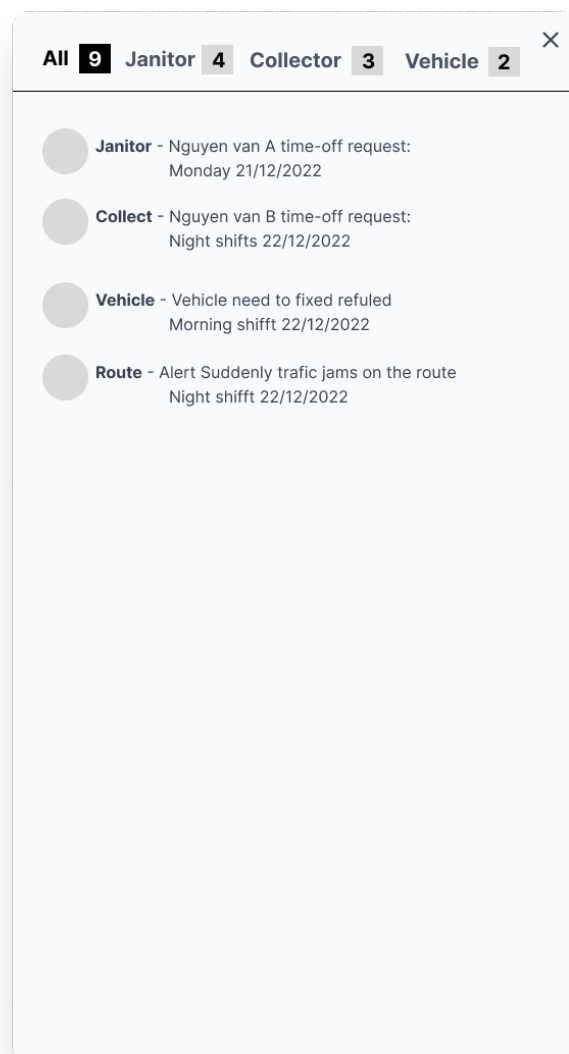 All 9 Janitor 4 Collector 3 Vehicle 2
Janitor - Nguyen van A time-off request:
Monday 21/12/2022
Collect - Nguyen van B time-off request:
Night shifts 22/12/2022
Vehicle - Vehicle need to fixed refuled
Morning shifft 22/12/2022
Route - Alert Suddenly trafic jams on the route
Night shifft 22/12/2022